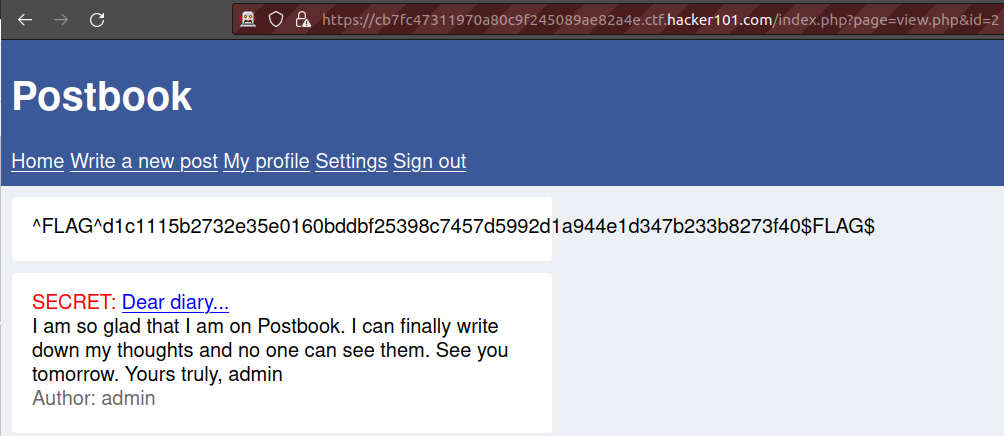 https://cb7fc47311970a80c9f245089ae82a4e.ctf.hacker101.com/index.php?page=view.php&id=2
Postbook
Home Write a new post My profile Settings Sign out
^FLAG^d1c1115b2732e35e0160bddbf25398c7457d5992d1a944e1d347b233b8273f40$FLAG$
SECRET: Dear diary...
I am so glad that I am on Postbook. I can finally write
down my thoughts and no one can see them. See you
tomorrow. Yours truly, admin
Author: admin